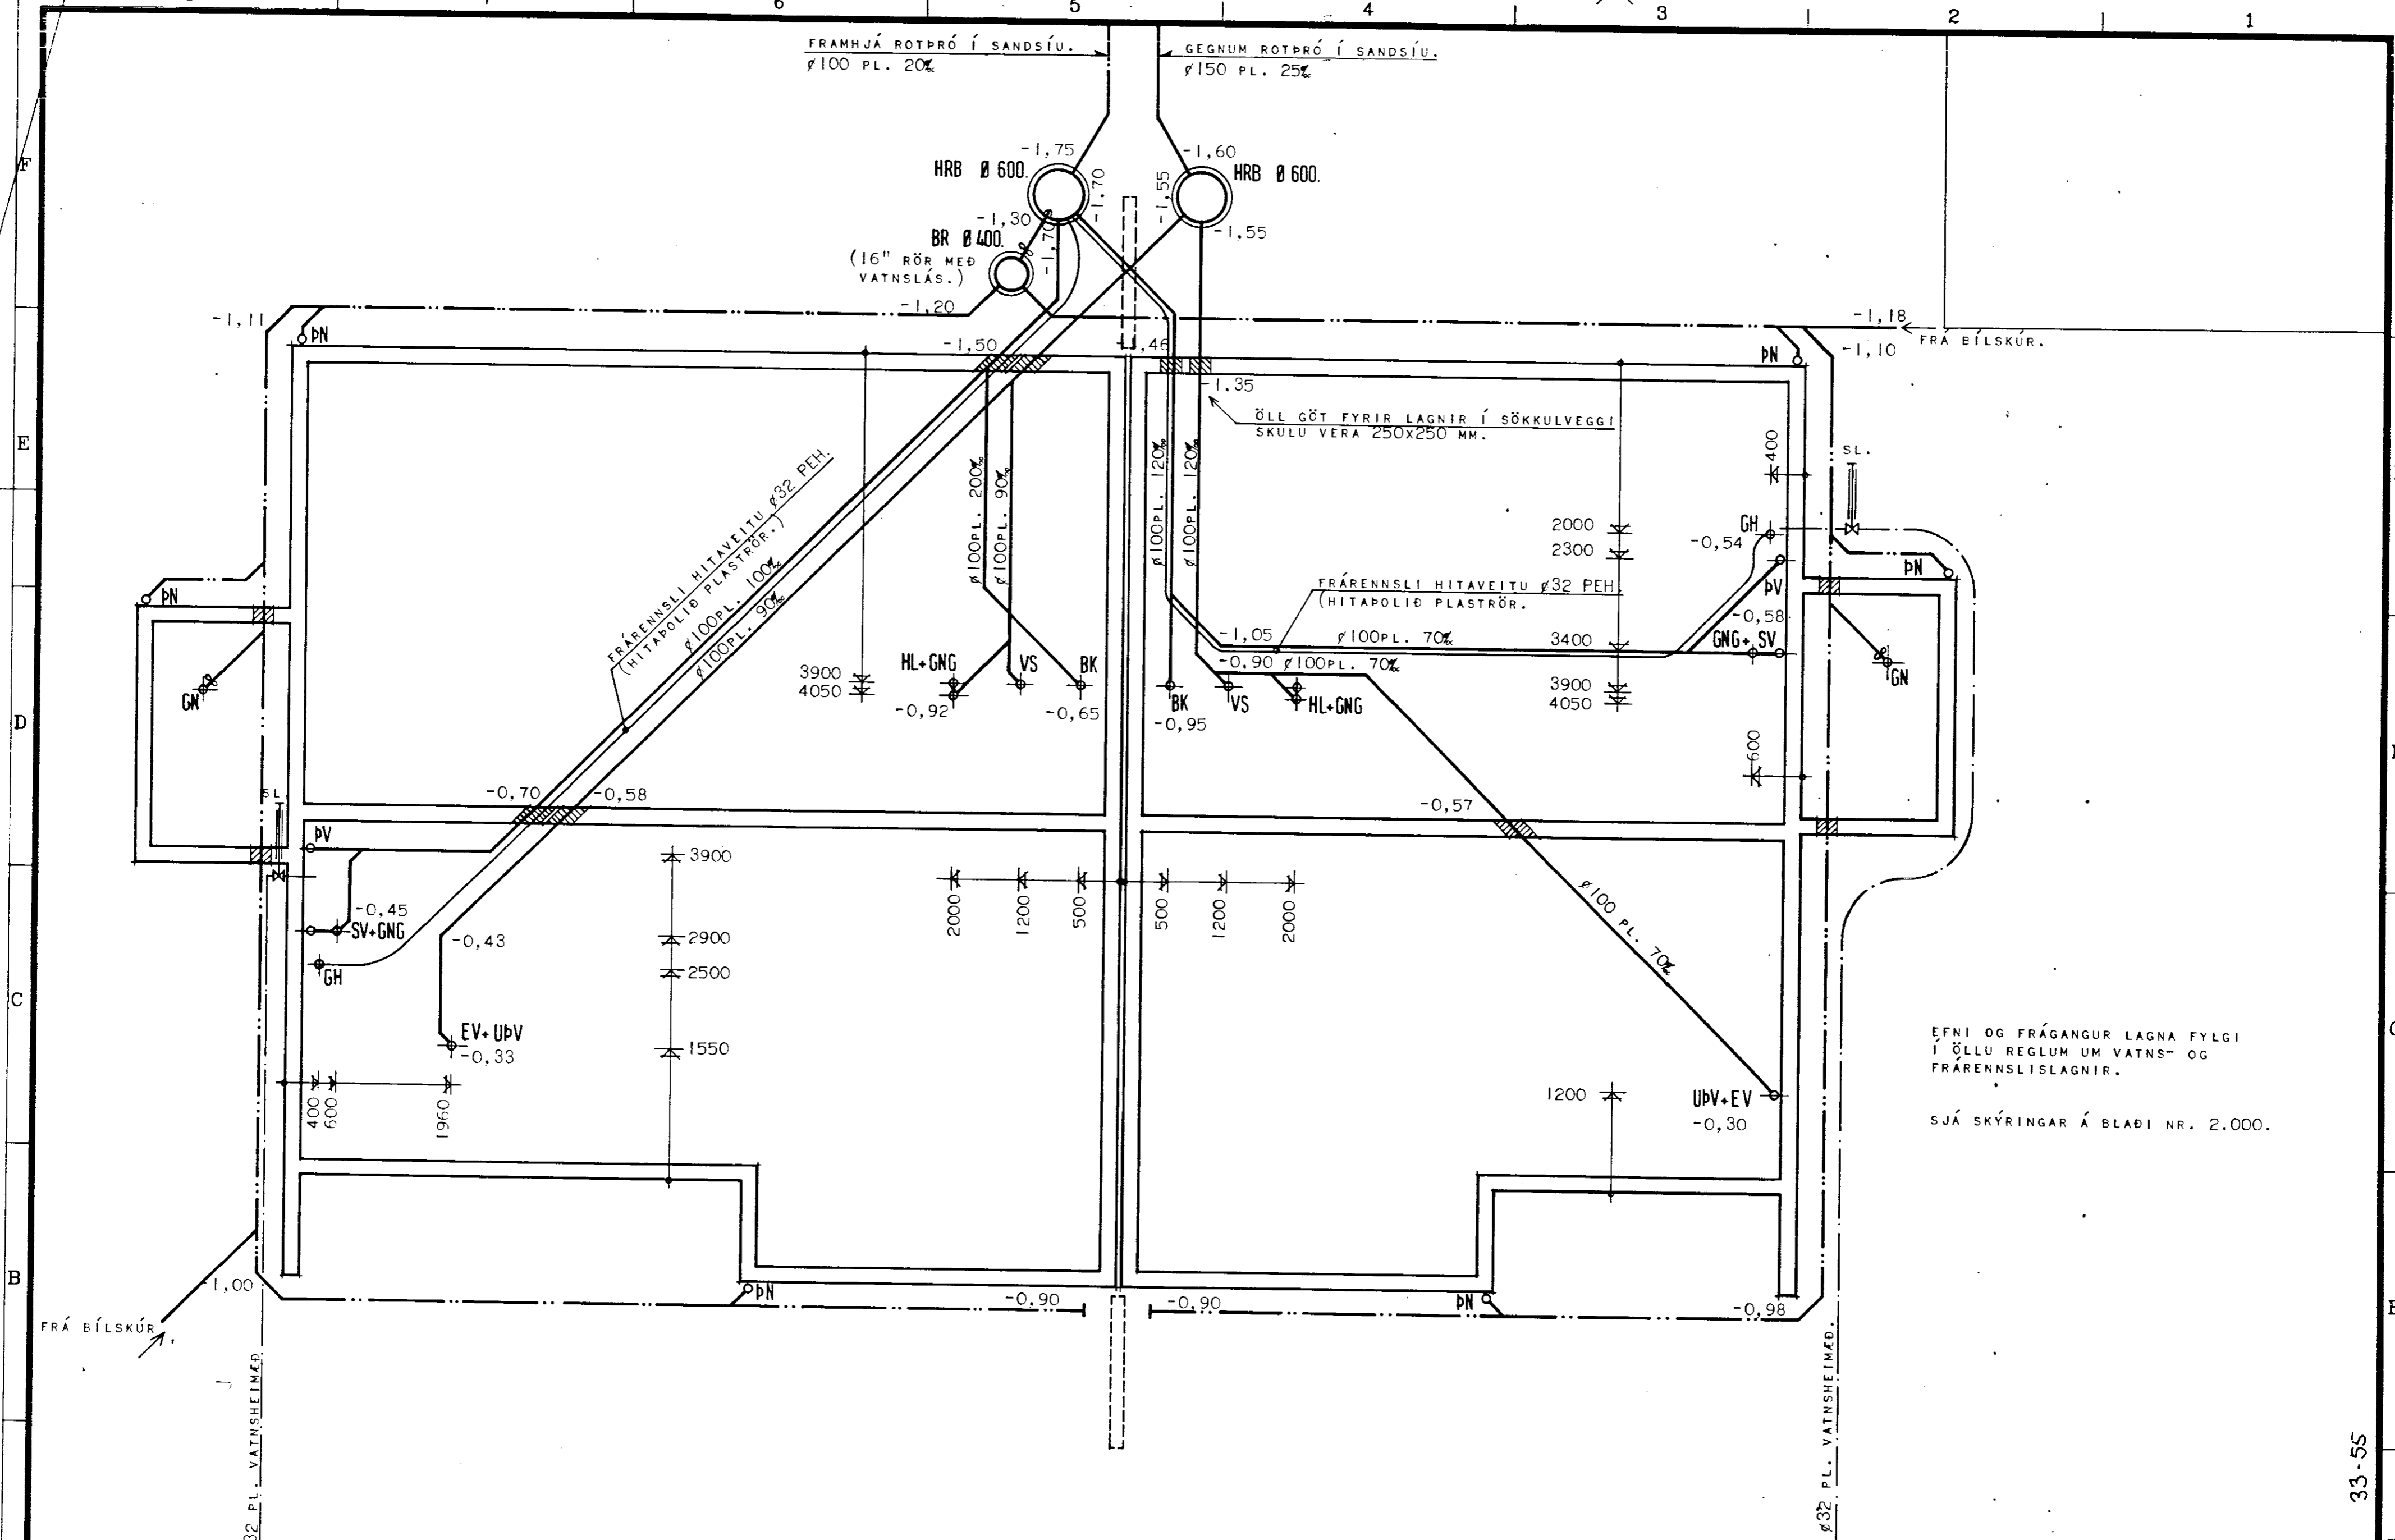 7
6
5
4
3
2
1
FRAMHJÁ ROTÞRÓ Í SANDSÍU.
ø100 PL. 20‰
GEGNUM ROTÞRÓ Í SANDSÍU.
ø150 PL. 25‰
F
-1,75
-1,60
HRB Ø 600.
HRB Ø 600.
-1,70
-1,55
-1,30
-1,70
-1,55
BR Ø 400.
(16" RÖR MEÐ
VATNSLÁS.)
-1,20
-1,11
-1,18
FRÁ BÍLSKÚR.
ÞN
-1,50
ÞN
-1,10
-1.35
ÖLL GÖT FYRIR LAGNIR Í SÖKKULVEGGI
SKULU VERA 250X250 MM.
E
400
SL.
FRÁRENNSLI HITAVEITU ø32 PEH.
(HITAÞOLIÐ PLASTRÖR.)
ø100PL. 100‰
ø100PL. 90‰
ø100PL. 200‰
ø100PL. 90‰
ø100PL. 120‰
ø100PL. 120‰
2000
GH
-0,54
2300
FRÁRENNSLI HITAVEITU ø32 PEH.
(HITAÞOLIÐ PLASTRÖR.
ÞV
ÞN
ÞN
-0,58
-1,05
ø100PL. 70‰
3400
GNG+ SV
-0,90 ø100PL. 70‰
HL+GNG
VS
BK
3900
4050
GN
-0,92
-0,65
BK
VS
HL+GNG
-0,95
3900
4050
GN
D
600
-0,70
-0,58
-0,57
SL.
ÞV
3900
-0,45
SV+GNG
-0,43
2900
2500
GH
2000
1200
500
500
1200
2000
ø100 PL. 70‰
C
EV+UÞV
-0,33
1550
400
600
1960
1200
UÞV+EV
-0,30
EFNI OG FRÁGANGUR LAGNA FYLGI
Í ÖLLU REGLUM UM VATNS- OG
FRÁRENNSLISLAGNIR.
SJÁ SKÝRINGAR Á BLAÐI NR. 2.000.
B
1,00
ÞN
-0,90
-0,90
ÞN
-0,98
FRÁ BÍLSKÚR
32 PL. VATNSHEIMÆÐ.
ø32 PL. VATNSHEIMÆÐ.
33-55